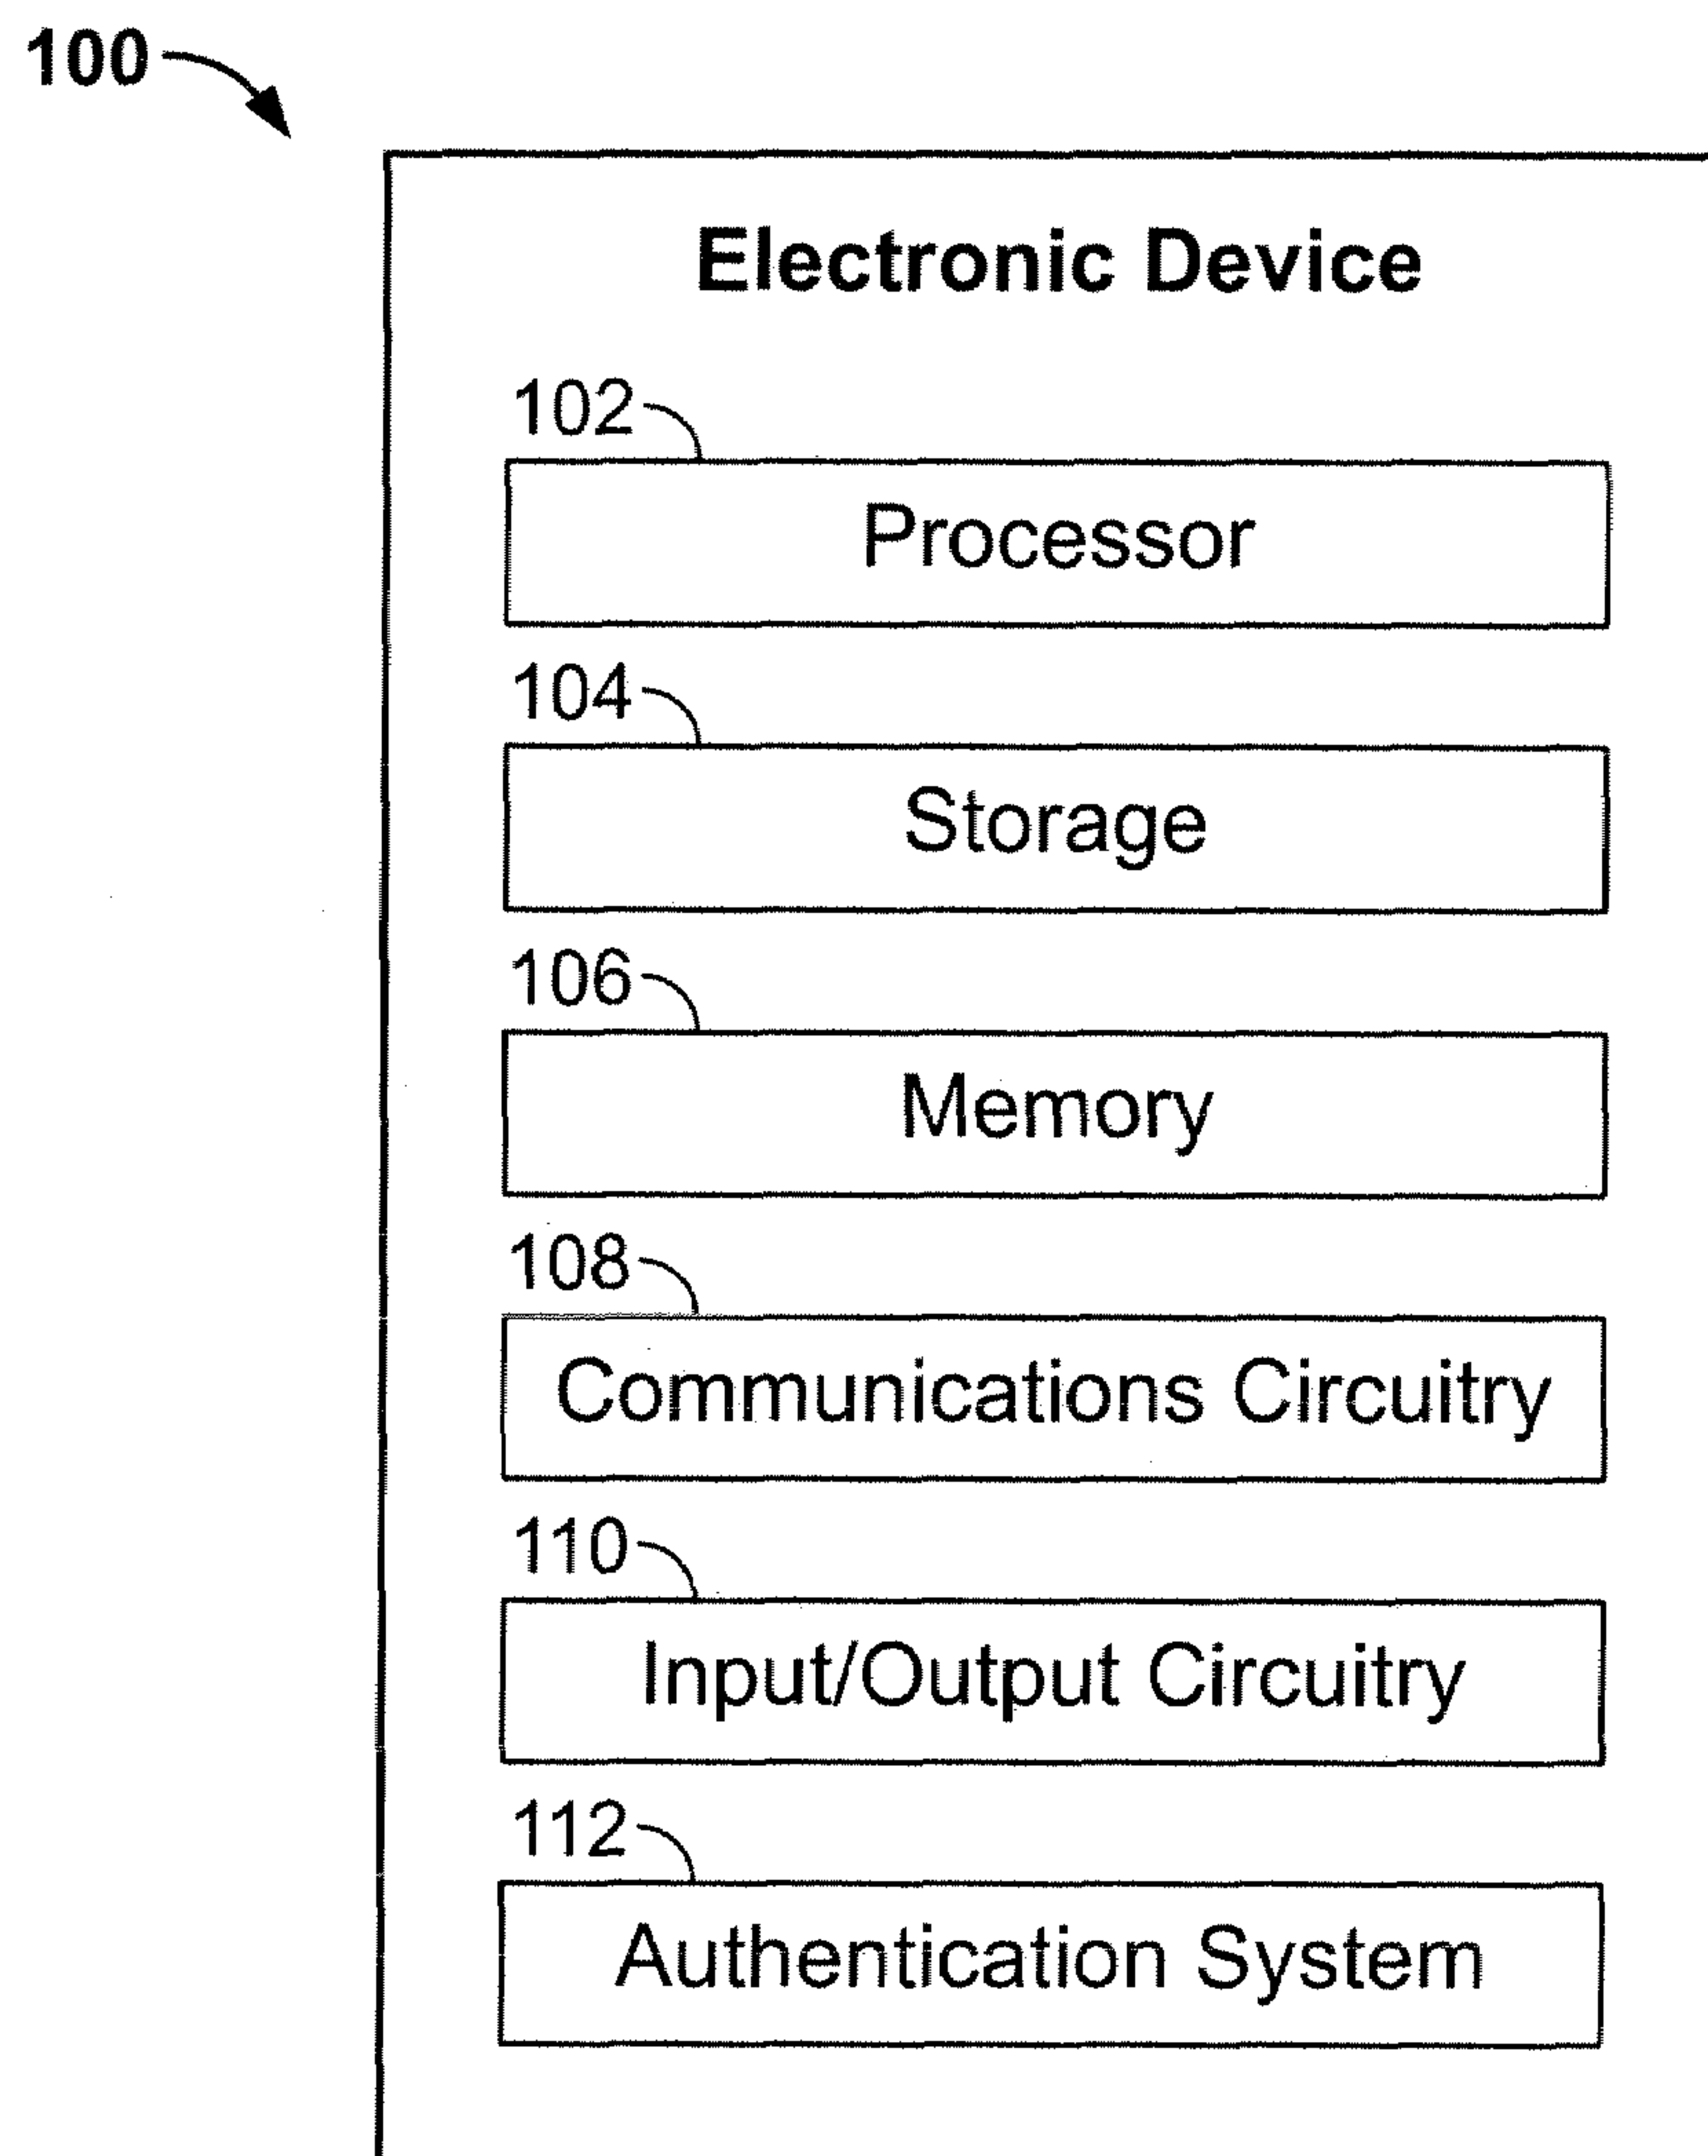 100
Electronic Device
102
Processor
104
Storage
106
Memory
108
Communications Circuitry
110
Input/Output Circuitry
112
Authentication System